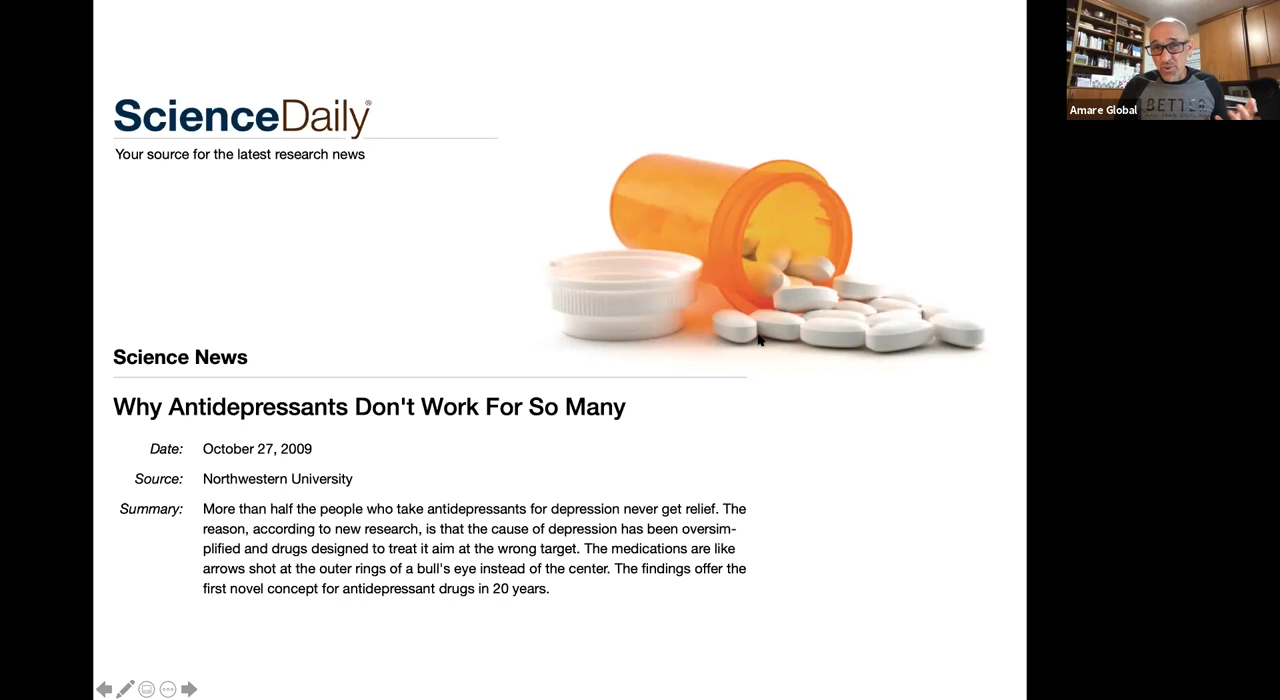 ScienceDaily®
Your source for the latest research news
Amare Global
BETTER
Science News
Why Antidepressants Don't Work For So Many
Date: October 27, 2009
Source: Northwestern University
Summary: More than half the people who take antidepressants for depression never get relief. The
reason, according to new research, is that the cause of depression has been oversim-
plified and drugs designed to treat it aim at the wrong target. The medications are like
arrows shot at the outer rings of a bull's eye instead of the center. The findings offer the
first novel concept for antidepressant drugs in 20 years.